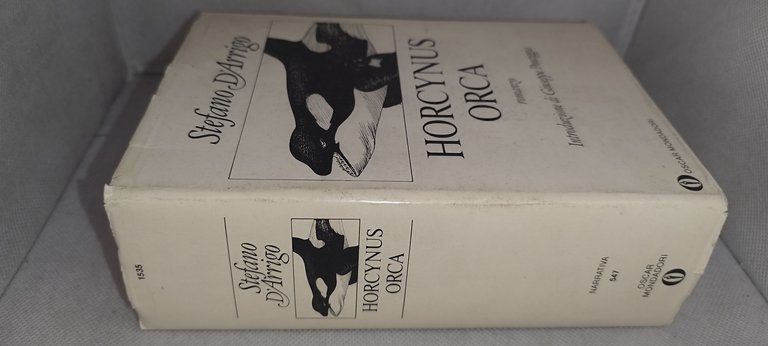 Stefano D'Arrigo
HORCYNUS
ORCA
romanzo
Introduzione di Giuseppe Pontiggia
OSCAR MONDADORI
1535
Stefano
D'Arrigo
HORCYNUS
ORCA
NARRATIVA
547
OSCAR
MONDADORI